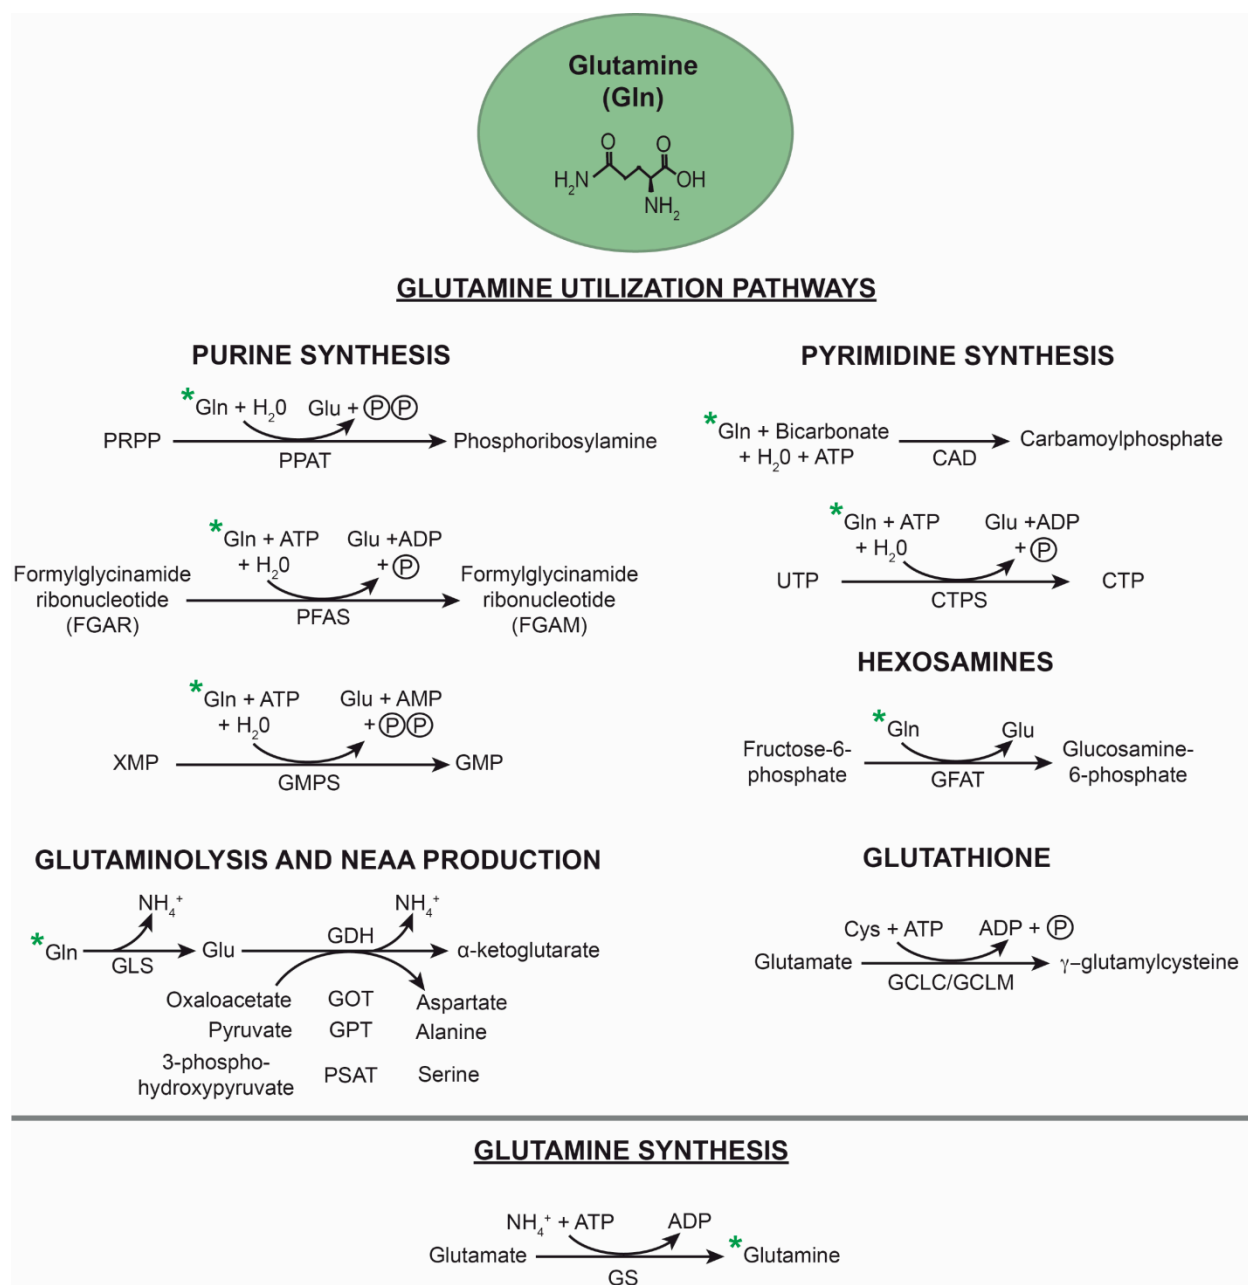 Glutamine
(Gln)
O
O
H2N
OH
NH2
GLUTAMINE UTILIZATION PATHWAYS
PURINE SYNTHESIS
*Gln + H20
Glu + PP
PRPP
Phosphoribosylamine
PPAT
*Gln + ATP
+ H20
Glu +ADP
+ P
Formylglycinamide
ribonucleotide
(FGAR)
Formylglycinamide
ribonucleotide
(FGAM)
PFAS
*Gln + ATP
+ H20
Glu + AMP
+ PP
XMP
GMP
GMPS
PYRIMIDINE SYNTHESIS
*Gln + Bicarbonate
+ H20 + ATP
Carbamoylphosphate
CAD
*Gln + ATP
+ H20
Glu +ADP
+ P
UTP
CTP
CTPS
HEXOSAMINES
*Gln
Glu
Fructose-6-
phosphate
Glucosamine-
6-phosphate
GFAT
GLUTAMINOLYSIS AND NEAA PRODUCTION
NH4+
NH4+
*Gln
Glu
GDH
α-ketoglutarate
GLS
Oxaloacetate GOT Aspartate
Pyruvate GPT Alanine
3-phospho-
hydroxypyruvate PSAT Serine
GLUTATHIONE
Cys + ATP
ADP + P
Glutamate
γ–glutamylcysteine
GCLC/GCLM
GLUTAMINE SYNTHESIS
NH4+ + ATP
ADP
Glutamate
*Glutamine
GS